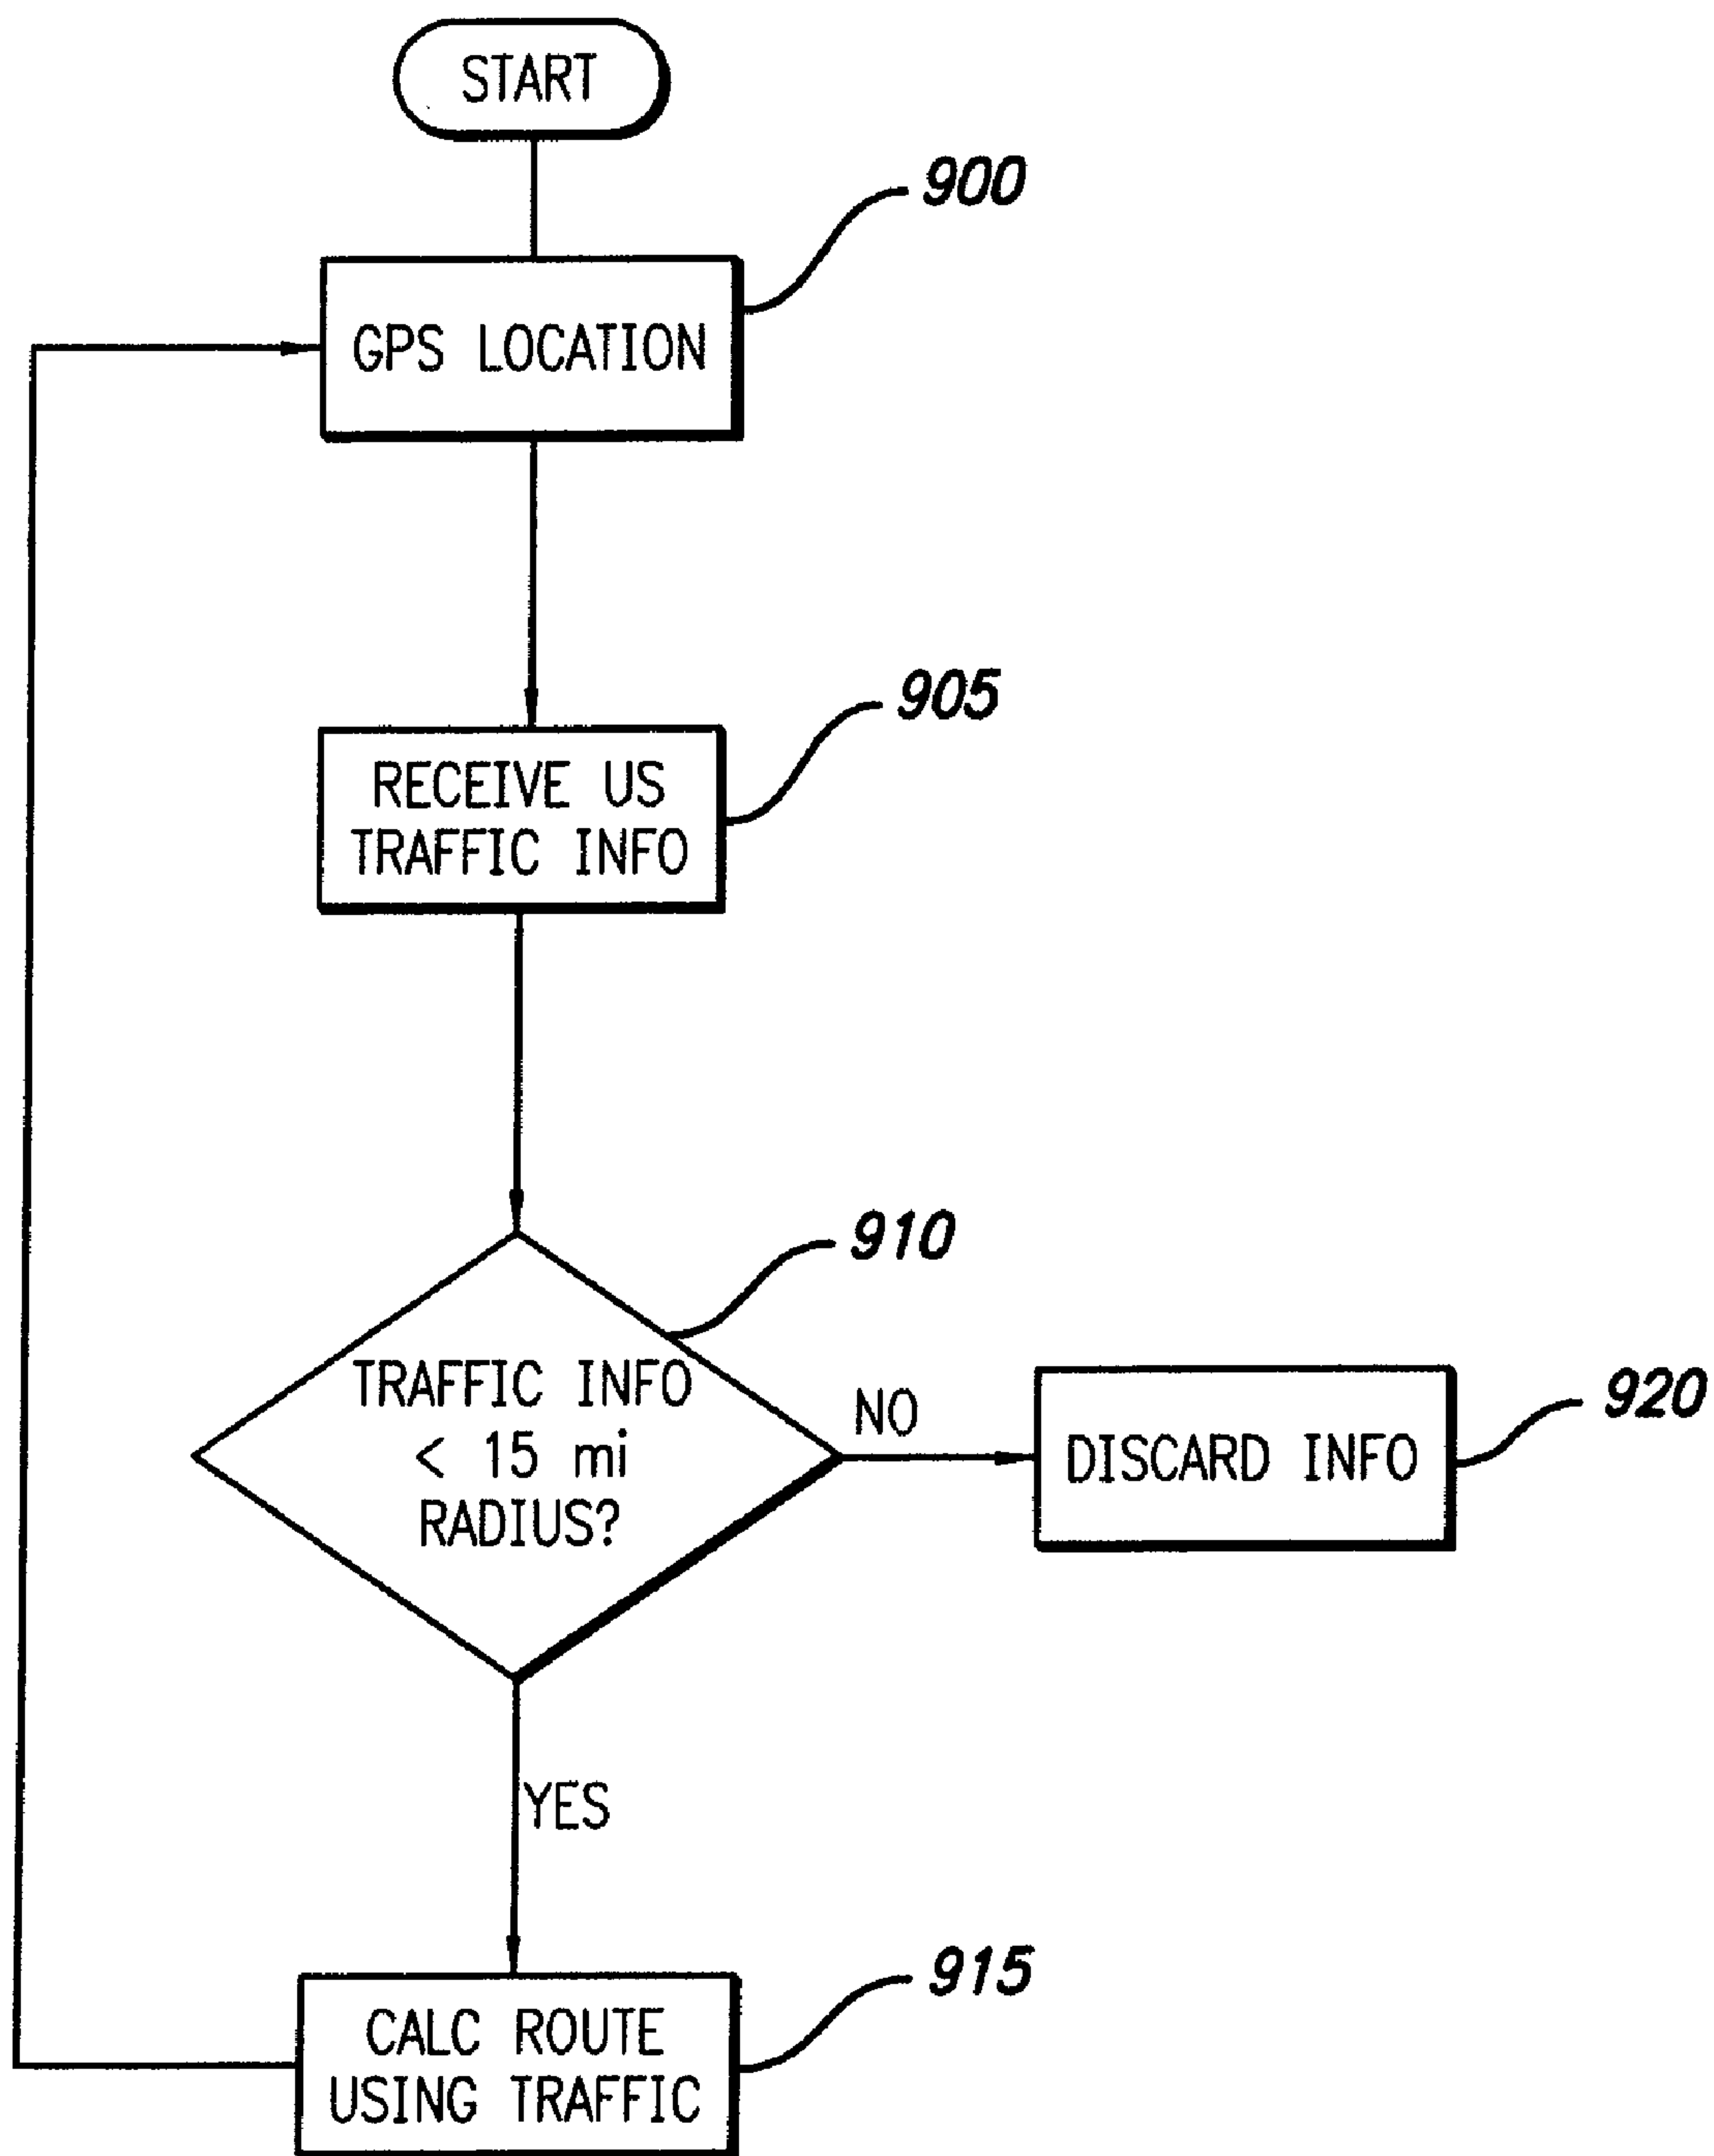 START
900
GPS LOCATION
905
RECEIVE US
TRAFFIC INFO
910
TRAFFIC INFO
< 15 mi
RADIUS?
NO
920
DISCARD INFO
YES
915
CALC ROUTE
USING TRAFFIC